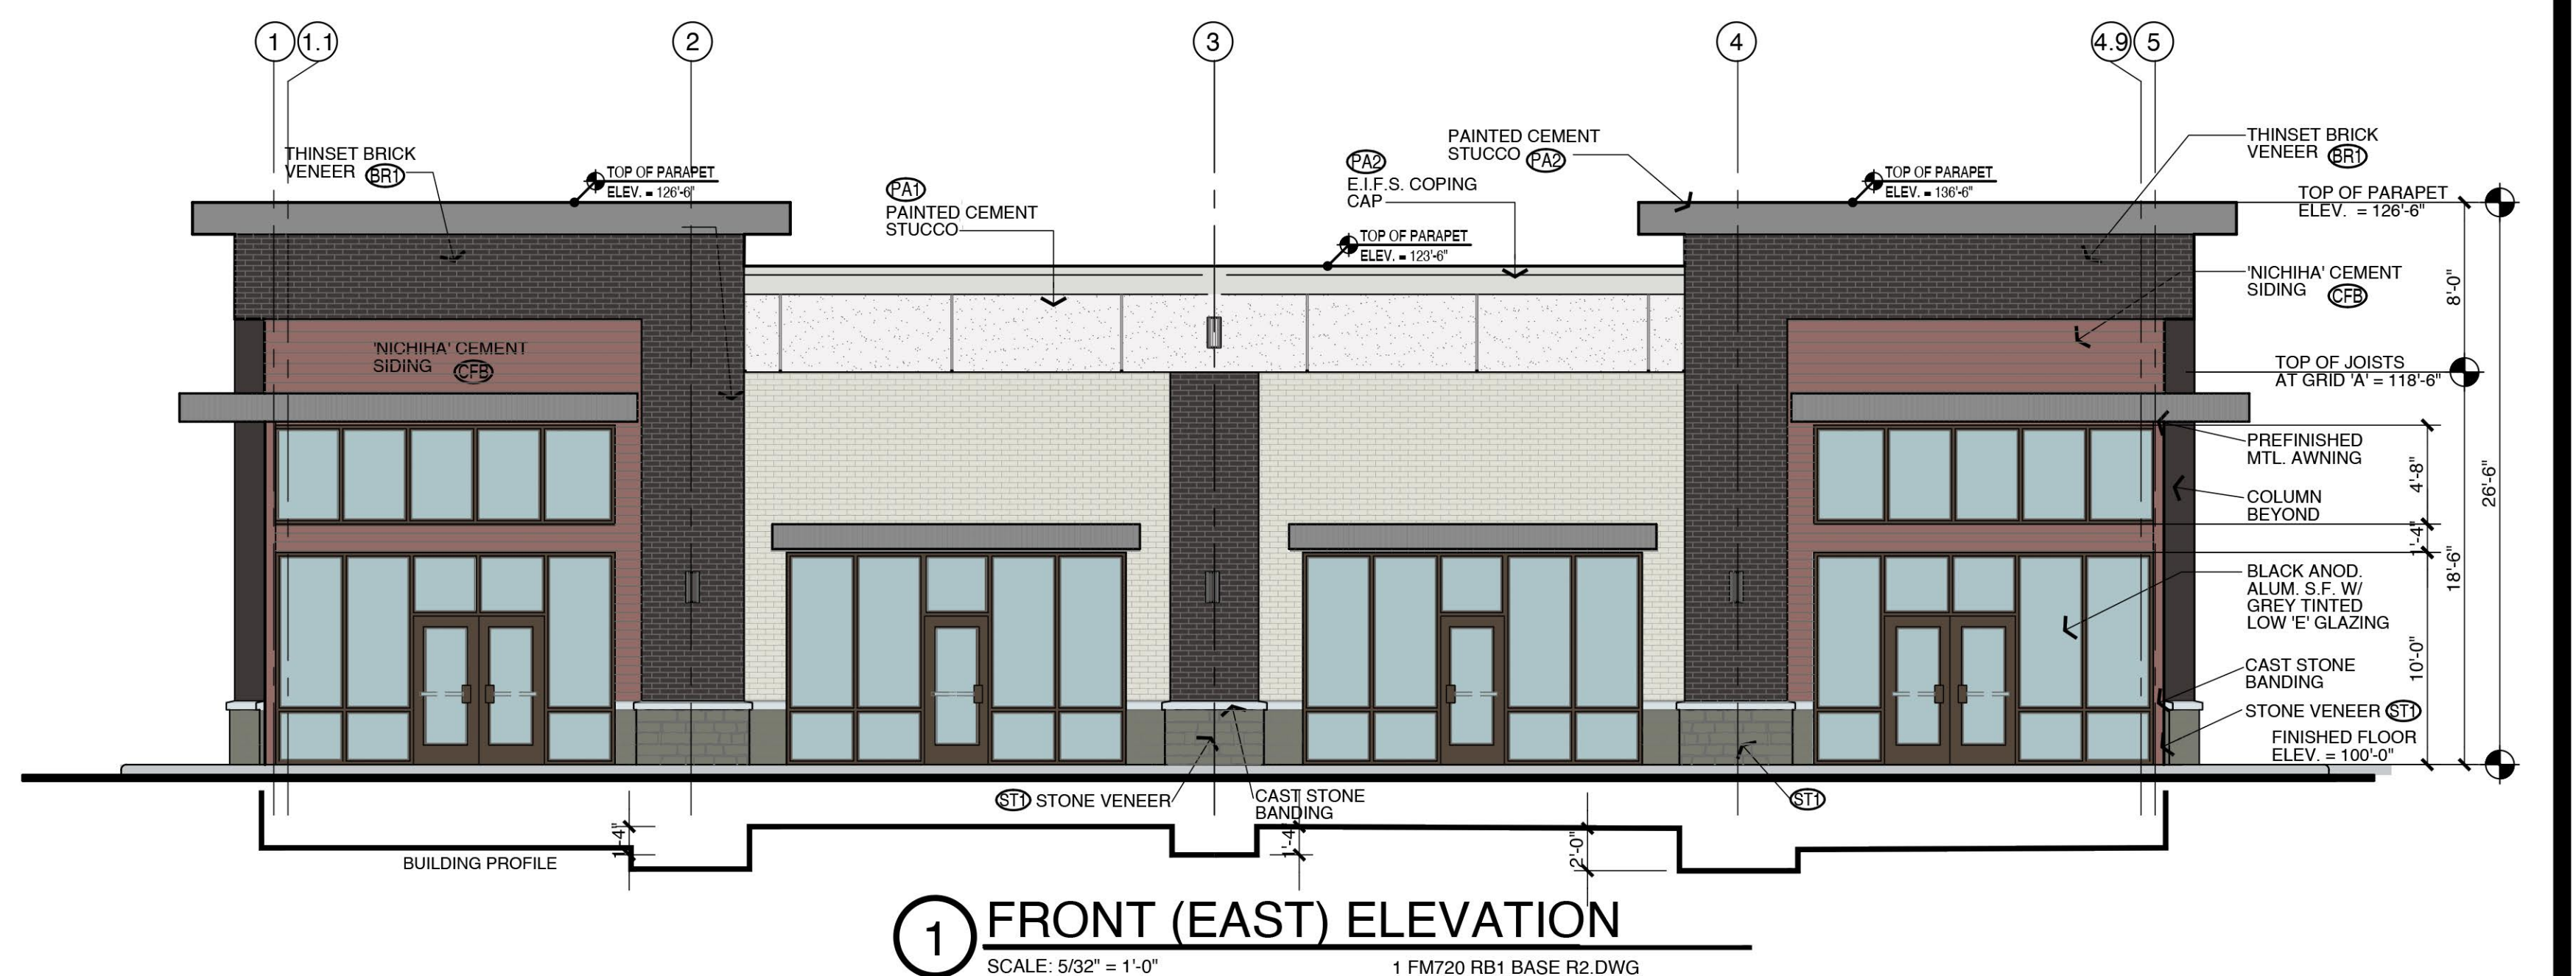 1
1.1
2
3
4
4.9
5
THINSET BRICK
VENEER BR1
TOP OF PARAPET
ELEV. = 126'-6"
PA1
PAINTED CEMENT
STUCCO
PA2
E.I.F.S. COPING
CAP
TOP OF PARAPET
ELEV. = 123'-6"
PAINTED CEMENT
STUCCO PA2
TOP OF PARAPET
ELEV. = 136'-6"
THINSET BRICK
VENEER BR1
TOP OF PARAPET
ELEV. = 126'-6"
'NICHIHA' CEMENT
SIDING CFB
8'-0"
'NICHIHA' CEMENT
SIDING CFB
TOP OF JOISTS
AT GRID 'A' = 118'-6"
PREFINISHED
MTL. AWNING
4'-8"
26'-6"
COLUMN
BEYOND
1'-4"
18'-6"
BLACK ANOD.
ALUM. S.F. W/
GREY TINTED
LOW 'E' GLAZING
10'-0"
CAST STONE
BANDING
STONE VENEER ST1
FINISHED FLOOR
ELEV. = 100'-0"
ST1 STONE VENEER
CAST STONE
BANDING
ST1
1'-4"
1'-4"
2'-0"
BUILDING PROFILE
1 FRONT (EAST) ELEVATION
SCALE: 5/32" = 1'-0"
1 FM720 RB1 BASE R2.DWG